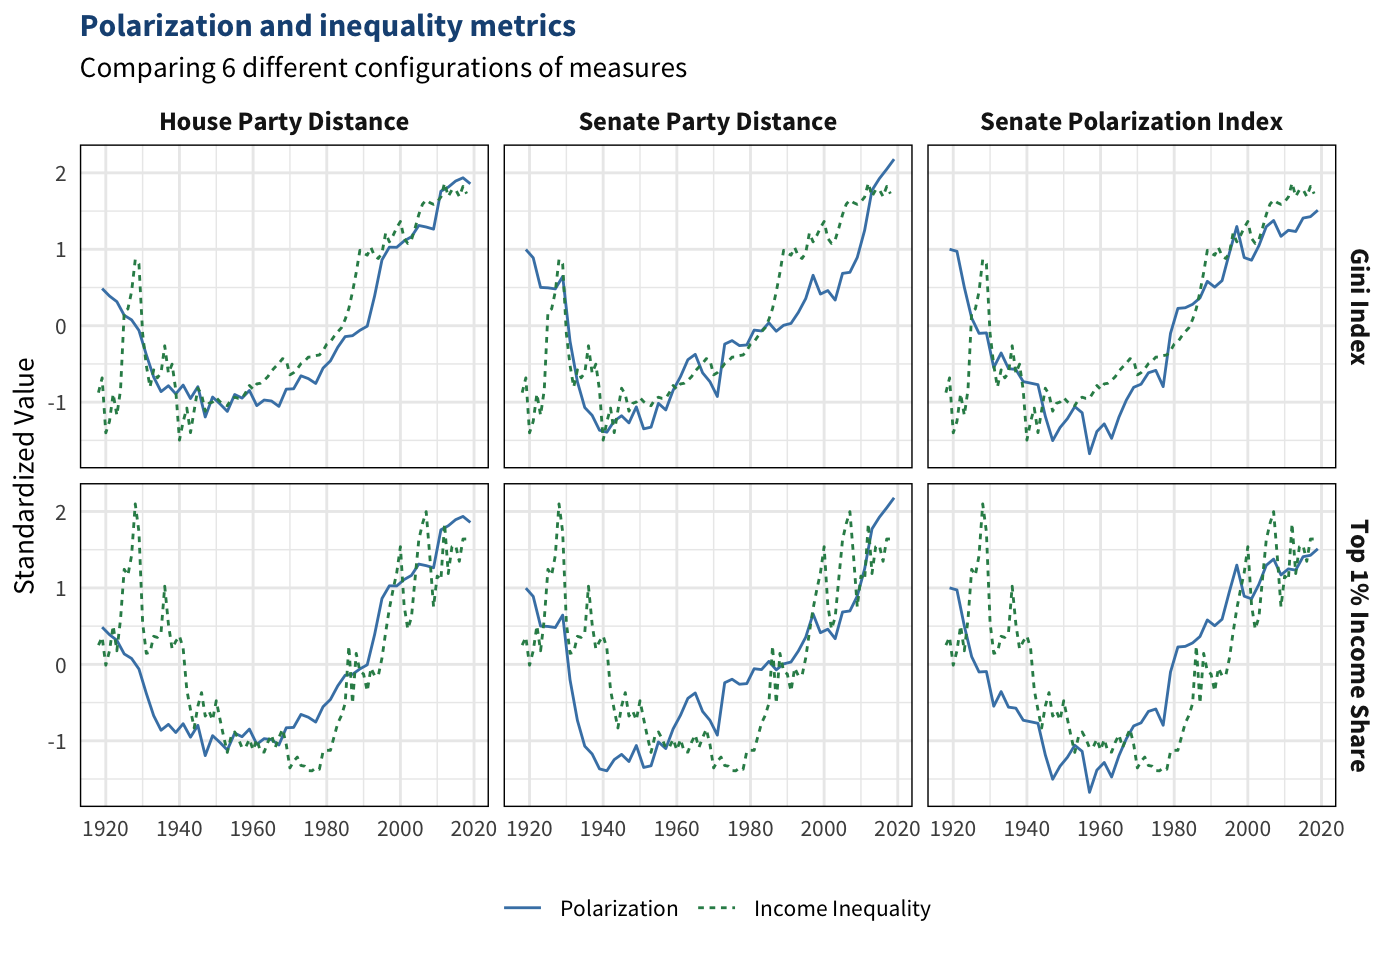 Polarization and inequality metrics
Comparing 6 different configurations of measures
House Party Distance
Senate Party Distance
Senate Polarization Index
Standardized Value
2
1
0
-1
Gini Index
2
1
0
-1
Top 1% Income Share
1920 1940 1960 1980 2000 2020
1920 1940 1960 1980 2000 2020
1920 1940 1960 1980 2000 2020
Polarization
Income Inequality